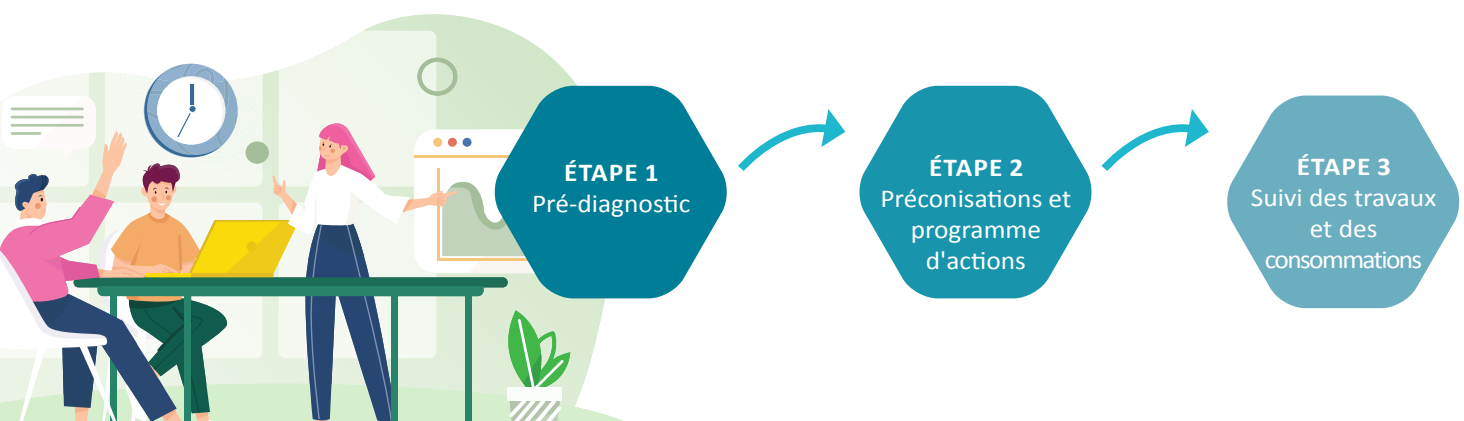 ÉTAPE 1
Pré-diagnostic
ÉTAPE 2
Préconisations et
programme
d'actions
ÉTAPE 3
Suivi des travaux
et des
consommations